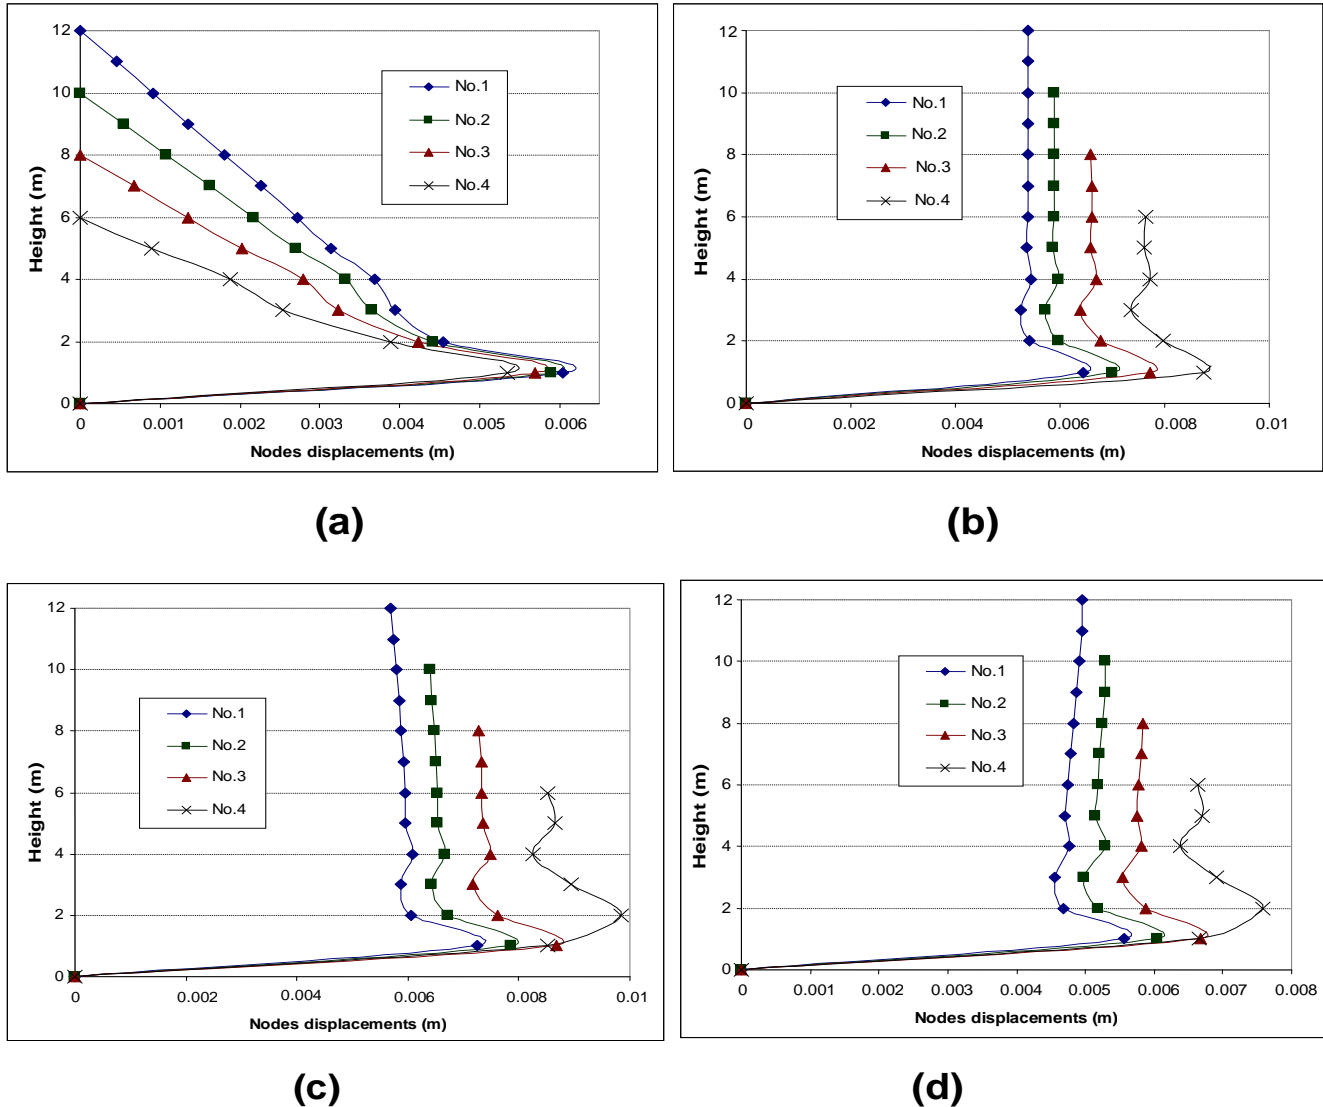 12
10
8
6
4
2
0
Height (m)
No.1
No.2
No.3
No.4
0 0.001 0.002 0.003 0.004 0.005 0.006
Nodes displacements (m)
(a)
12
10
8
6
4
2
0
Height (m)
No.1
No.2
No.3
No.4
0 0.002 0.004 0.006 0.008 0.01
Nodes displacements (m)
(b)
12
10
8
6
4
2
0
Height (m)
No.1
No.2
No.3
No.4
0 0.002 0.004 0.006 0.008 0.01
Nodes displacements (m)
(c)
12
10
8
6
4
2
0
Height (m)
No.1
No.2
No.3
No.4
0 0.001 0.002 0.003 0.004 0.005 0.006 0.007 0.008
Nodes displacements (m)
(d)